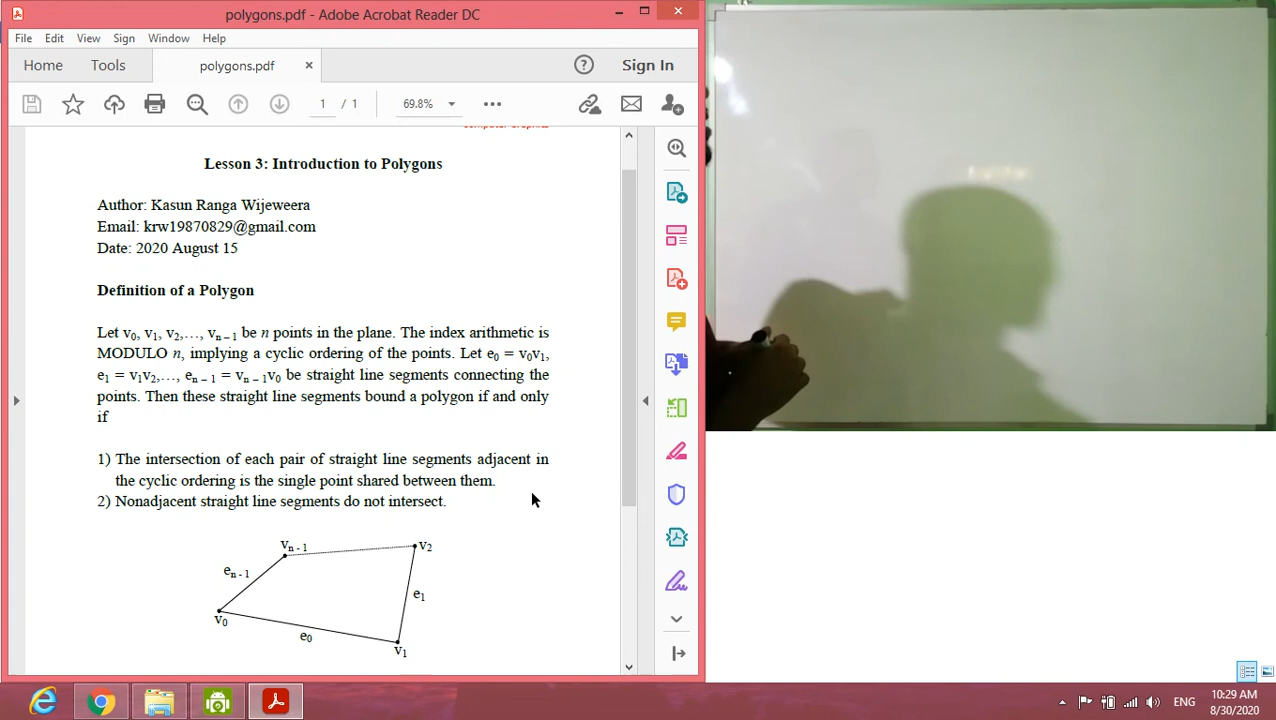 polygons.pdf - Adobe Acrobat Reader DC
File Edit View Sign Window Help
Home Tools polygons.pdf × Sign In
1 / 1 69.8%
Computer Graphics
Lesson 3: Introduction to Polygons
Author: Kasun Ranga Wijeweera
Email: krw19870829@gmail.com
Date: 2020 August 15
Definition of a Polygon
Let v0, v1, v2,…, vn – 1 be n points in the plane. The index arithmetic is
MODULO n, implying a cyclic ordering of the points. Let e0 = v0v1,
e1 = v1v2,…, en – 1 = vn – 1v0 be straight line segments connecting the
points. Then these straight line segments bound a polygon if and only
if
1) The intersection of each pair of straight line segments adjacent in
the cyclic ordering is the single point shared between them.
2) Nonadjacent straight line segments do not intersect.
vn - 1
v2
en - 1
e1
v0
e0
v1
ENG
10:29 AM
8/30/2020